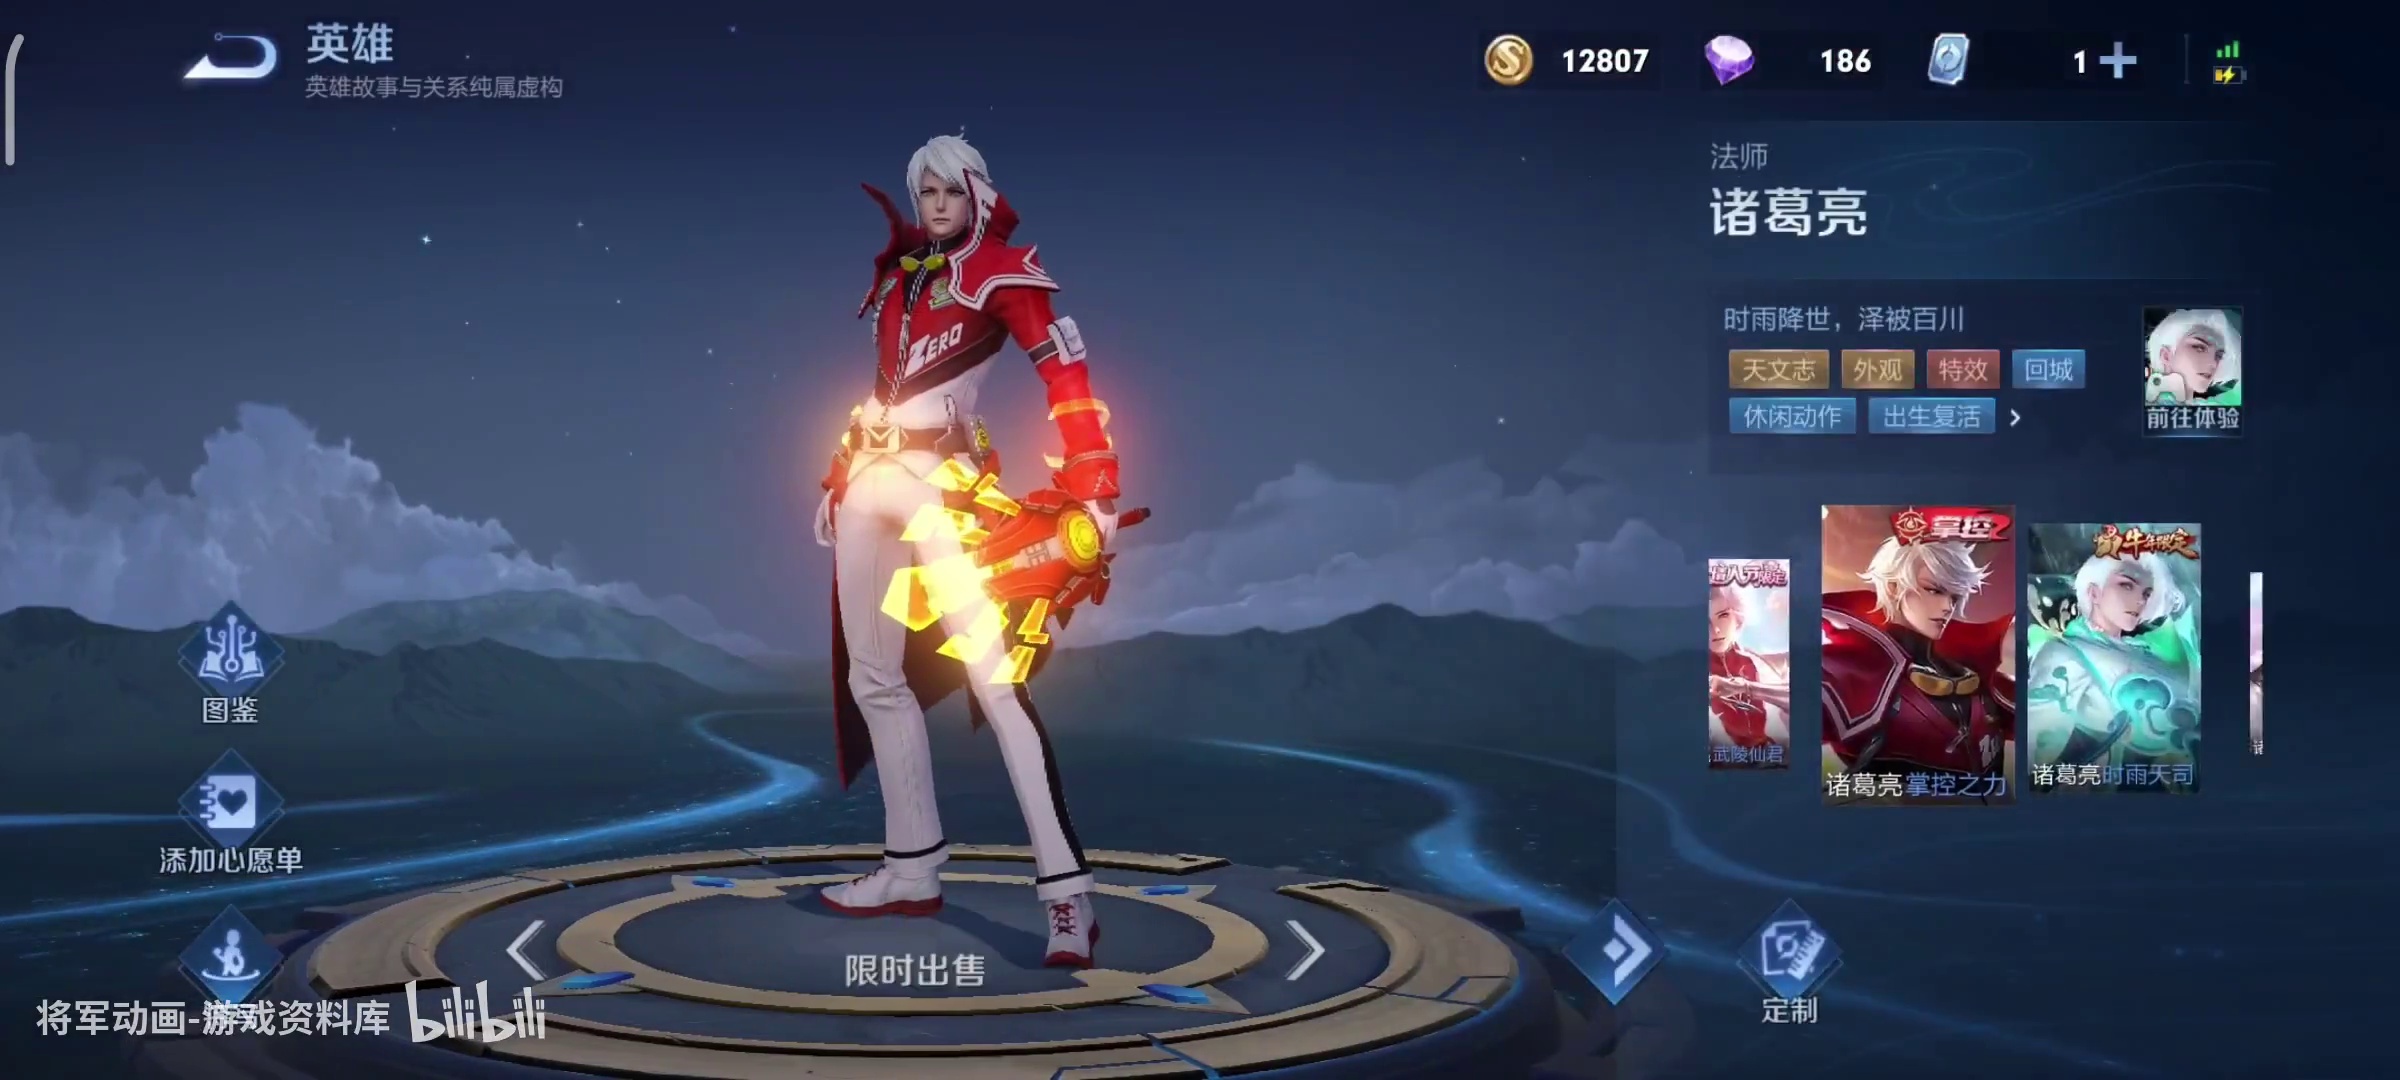 英雄
英雄故事与关系纯属虚构
12807
186
1
法师
诸葛亮
时雨降世，泽被百川
天文志 外观 特效 回城
休闲动作 出生复活
前往体验
ZERO
掌控
牛年限定
武陵仙君
诸葛亮掌控之力
诸葛亮时雨天司
图鉴
添加心愿单
限时出售
定制
将军动画-游戏资料库 bilibili